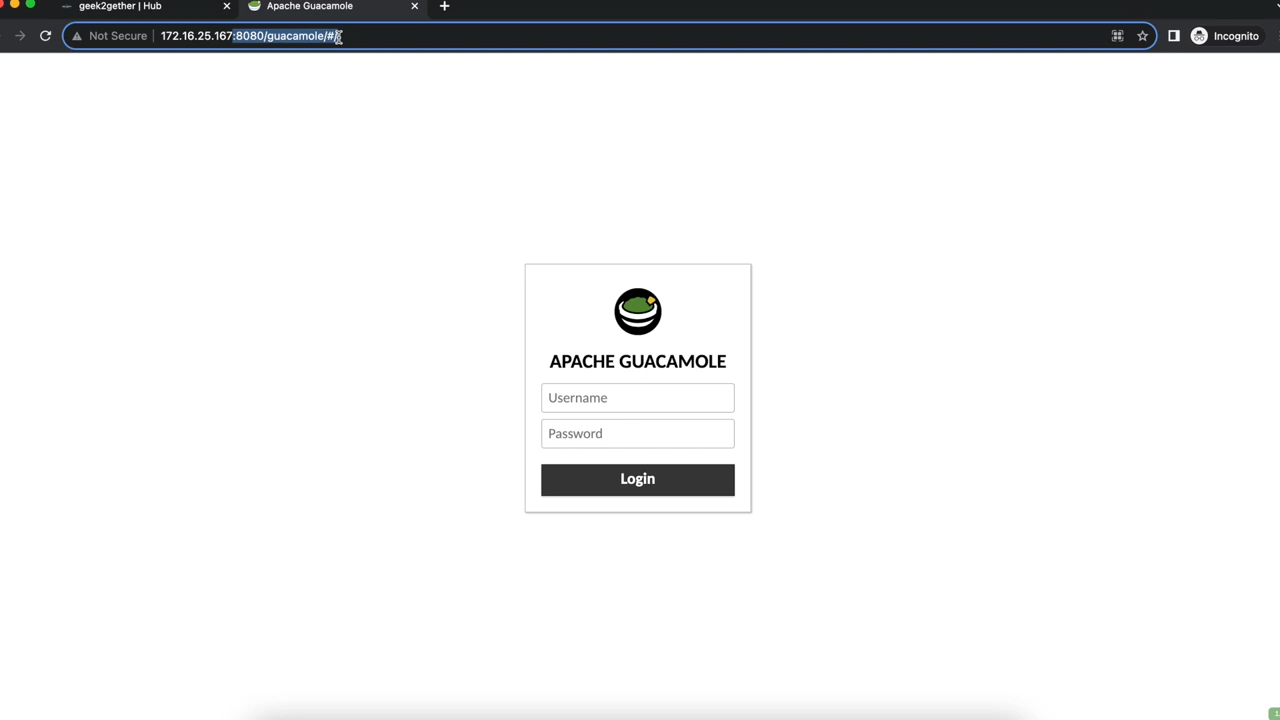 geek2gether | Hub
Apache Guacamole
Not Secure
172.16.25.167:8080/guacamole/#/
Incognito
APACHE GUACAMOLE
Username
Password
Login